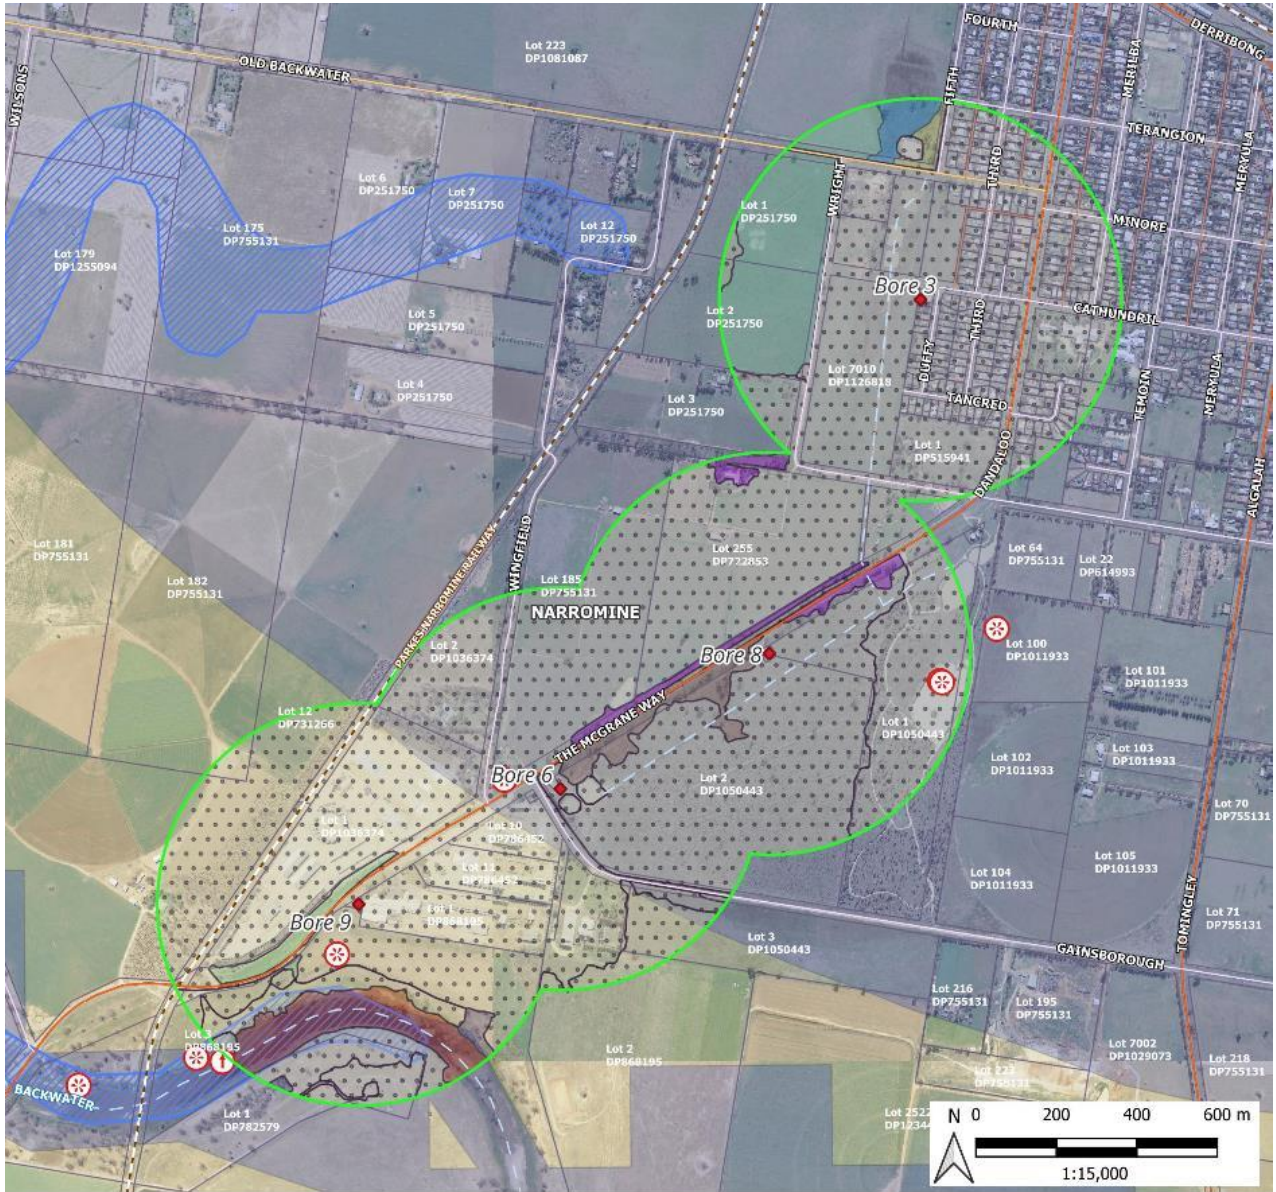 FOURTH
DERRIBONG
Lot 223
DP1081087
OLD BACKWATER
WILSONS
FIFTH
MERILBA
TERANGION
THIRD
MERYULA
Lot 6
DP251750
Lot 7
DP251750
WRIGHT
Lot 1
DP251750
MINORE
Lot 175
DP755131
Lot 12
DP251750
Lot 179
DP1255094
Bore 3
CATHUNDRIL
Lot 5
DP251750
Lot 2
DP251750
THIRD
DUFFY
Lot 7010
DP1126818
TEMOIN
MERYULA
Lot 4
DP251750
Lot 3
DP251750
TANCRED
Lot 1
DP515941
DANDALOO
ALGALAH
PARKES NARROMINE RAILWAY
WINGFIELD
Lot 181
DP755131
Lot 182
DP755131
Lot 185
DP755131
Lot 255
DP722853
Lot 64
DP755131
Lot 22
DP614993
NARROMINE
Lot 2
DP1036374
Bore 8
Lot 100
DP1011933
Lot 101
DP1011933
Lot 12
DP731266
THE MCGRANE WAY
Lot 1
DP1050443
Lot 102
DP1011933
Lot 103
DP1011933
Bore 6
Lot 2
DP1050443
Lot 70
DP755131
Lot 1
DP1036374
Lot 10
DP786452
Lot 11
DP786452
Lot 104
DP1011933
Lot 105
DP1011933
Bore 9
Lot 1
DP868195
TOMINGLEY
Lot 71
DP755131
Lot 3
DP1050443
GAINSBOROUGH
Lot 216
DP755131
Lot 195
DP755131
Lot 3
DP868195
Lot 2
DP868195
Lot 7002
DP1029073
Lot 218
DP755131
Lot 223
DP755131
BACKWATER
Lot 1
DP782579
N 0 200 400 600 m
1:15,000